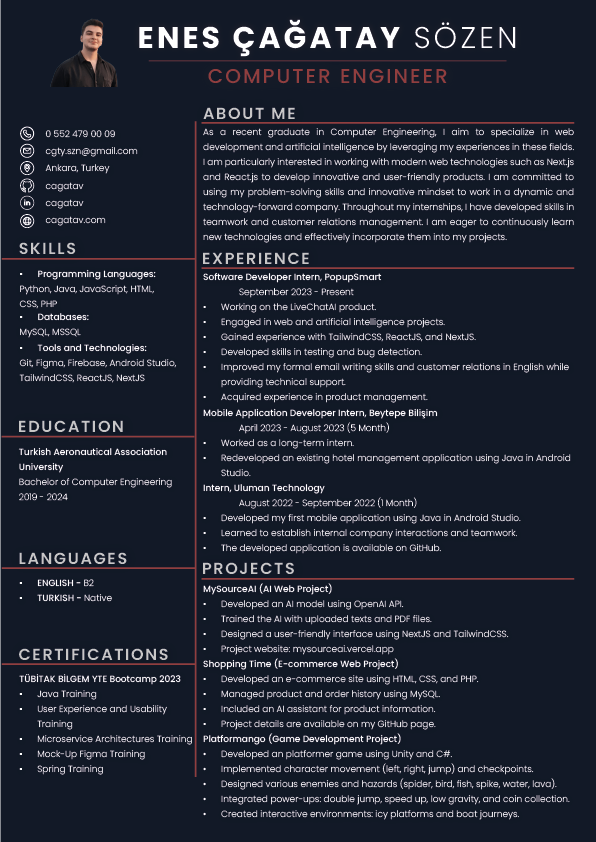 ENES ÇAĞATAY SÖZEN
COMPUTER ENGINEER
0 552 479 00 09
cgty.szn@gmail.com
Ankara, Turkey
cagatav
cagatav
cagatav.com
SKILLS
• Programming Languages:
Python, Java, JavaScript, HTML,
CSS, PHP
• Databases:
MySQL, MSSQL
• Tools and Technologies:
Git, Figma, Firebase, Android Studio,
TailwindCSS, ReactJS, NextJS
EDUCATION
Turkish Aeronautical Association
University
Bachelor of Computer Engineering
2019 - 2024
LANGUAGES
• ENGLISH - B2
• TURKISH - Native
CERTIFICATIONS
TÜBİTAK BİLGEM YTE Bootcamp 2023
• Java Training
• User Experience and Usability
Training
• Microservice Architectures Training
• Mock-Up Figma Training
• Spring Training
ABOUT ME
As a recent graduate in Computer Engineering, I aim to specialize in web
development and artificial intelligence by leveraging my experiences in these fields.
I am particularly interested in working with modern web technologies such as Next.js
and React.js to develop innovative and user-friendly products. I am committed to
using my problem-solving skills and innovative mindset to work in a dynamic and
technology-forward company. Throughout my internships, I have developed skills in
teamwork and customer relations management. I am eager to continuously learn
new technologies and effectively incorporate them into my projects.
EXPERIENCE
Software Developer Intern, PopupSmart
September 2023 - Present
• Working on the LiveChatAI product.
• Engaged in web and artificial intelligence projects.
• Gained experience with TailwindCSS, ReactJS, and NextJS.
• Developed skills in testing and bug detection.
• Improved my formal email writing skills and customer relations in English while
providing technical support.
• Acquired experience in product management.
Mobile Application Developer Intern, Beytepe Bilişim
April 2023 - August 2023 (5 Month)
• Worked as a long-term intern.
• Redeveloped an existing hotel management application using Java in Android
Studio.
Intern, Uluman Technology
August 2022 - September 2022 (1 Month)
• Developed my first mobile application using Java in Android Studio.
• Learned to establish internal company interactions and teamwork.
• The developed application is available on GitHub.
PROJECTS
MySourceAI (AI Web Project)
• Developed an AI model using OpenAI API.
• Trained the AI with uploaded texts and PDF files.
• Designed a user-friendly interface using NextJS and TailwindCSS.
• Project website: mysourceai.vercel.app
Shopping Time (E-commerce Web Project)
• Developed an e-commerce site using HTML, CSS, and PHP.
• Managed product and order history using MySQL.
• Included an AI assistant for product information.
• Project details are available on my GitHub page.
Platformango (Game Development Project)
• Developed an platformer game using Unity and C#.
• Implemented character movement (left, right, jump) and checkpoints.
• Designed various enemies and hazards (spider, bird, fish, spike, water, lava).
• Integrated power-ups: double jump, speed up, low gravity, and coin collection.
• Created interactive environments: icy platforms and boat journeys.